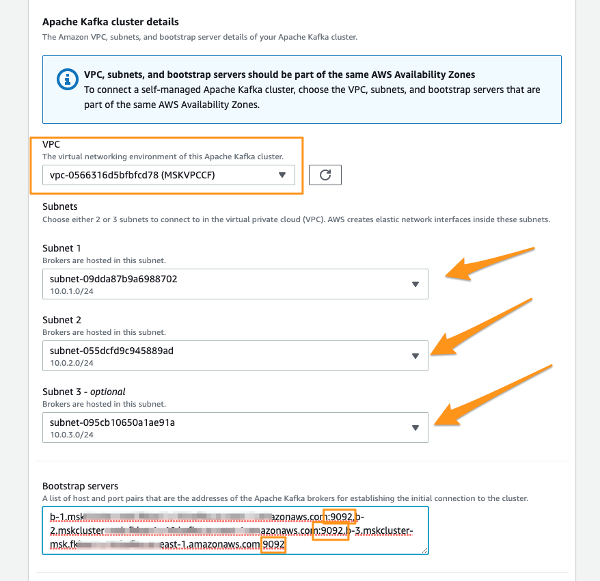 Apache Kafka cluster details
The Amazon VPC, subnets, and bootstrap server details of your Apache Kafka cluster.
VPC, subnets, and bootstrap servers should be part of the same AWS Availability Zones
To connect a self-managed Apache Kafka cluster, choose the VPC, subnets, and bootstrap servers that are
part of the same AWS Availability Zones.
VPC
The virtual networking environment of this Apache Kafka cluster.
vpc-0566316d5bfbfcd78 (MSKVPCCF)
Subnets
Choose either 2 or 3 subnets to connect to in the virtual private cloud (VPC). AWS creates elastic network interfaces inside these subnets.
Subnet 1
Brokers are hosted in this subnet.
subnet-09dda87b9a6988702
10.0.1.0/24
Subnet 2
Brokers are hosted in this subnet.
subnet-055dcfd9c945889ad
10.0.2.0/24
Subnet 3 - optional
Brokers are hosted in this subnet.
subnet-095cb10650a1ae91a
10.0.3.0/24
Bootstrap servers
A list of host and port pairs that are the addresses of the Apache Kafka brokers for establishing the initial connection to the cluster.
b-1.msk azonaws.com:9092,b-
2.mskcluster azonaws.com:9092,b-3.mskcluster-
msk.fk east-1.amazonaws.com:9092